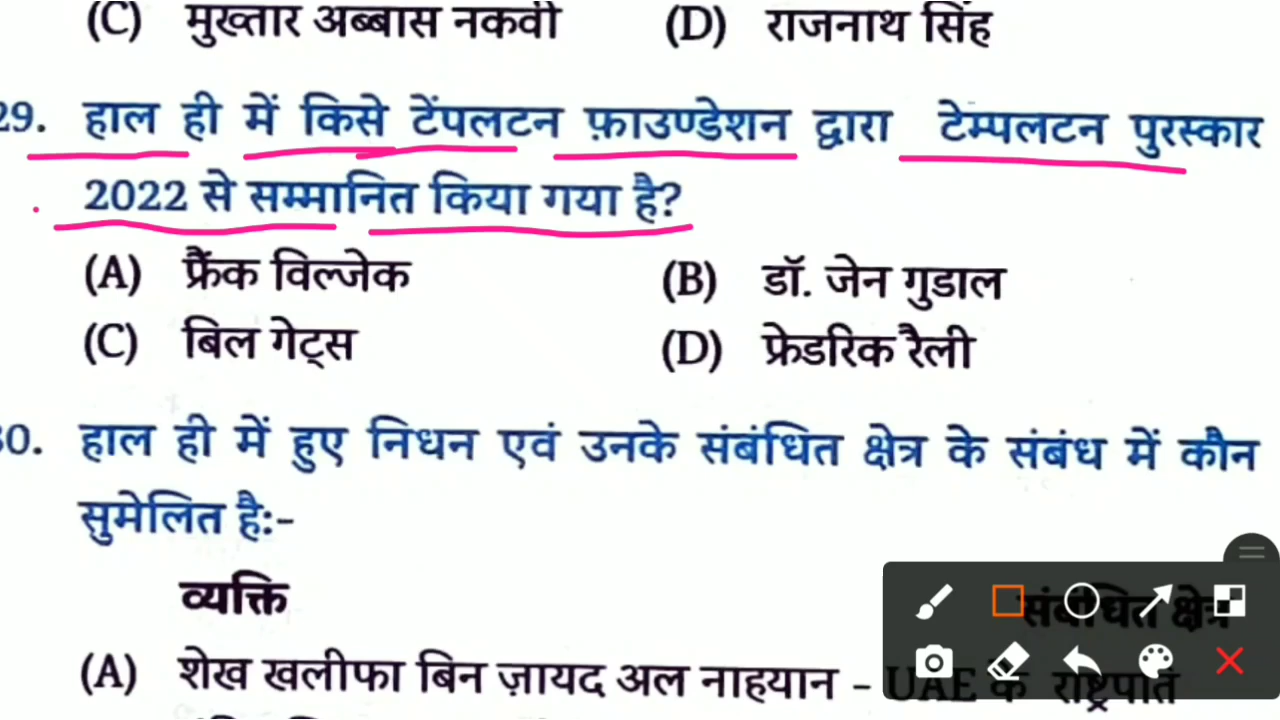 (C) मुख्तार अब्बास नकवी (D) राजनाथ सिंह
29. हाल ही में किसे टेंपलटन फ़ाउण्डेशन द्वारा टेम्पलटन पुरस्कार
2022 से सम्मानित किया गया है?
(A) फ्रैंक विल्जेक (B) डॉ. जेन गुडाल
(C) बिल गेट्स (D) फ्रेडरिक रैली
30. हाल ही में हुए निधन एवं उनके संबंधित क्षेत्र के संबंध में कौन
सुमेलित है:-
व्यक्ति संबंधित क्षेत्र
(A) शेख खलीफा बिन ज़ायद अल नाहयान – UAE के राष्ट्रपति